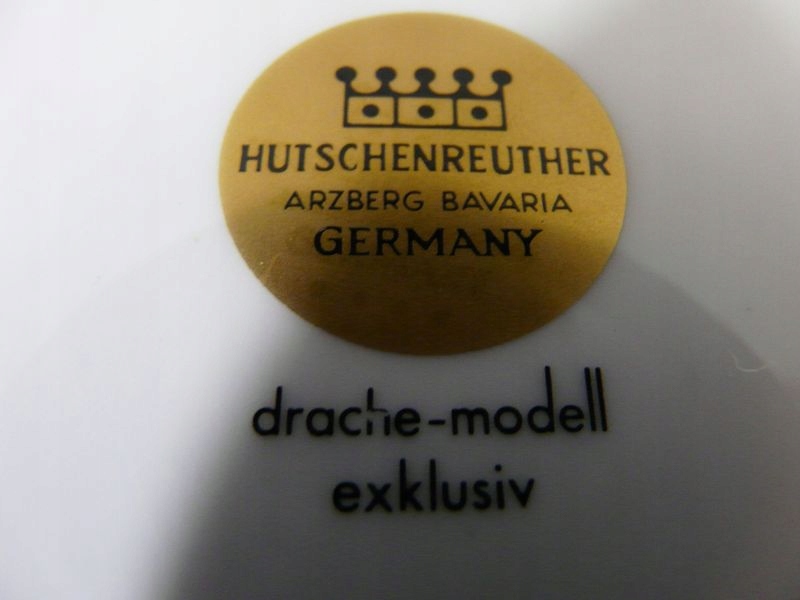 HUTSCHENREUTHER
ARZBERG BAVARIA
GERMANY
drache-modell
exklusiv